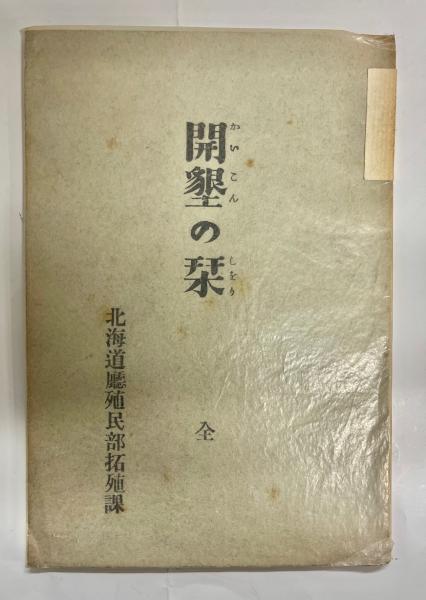 開墾の栞
かいこん
しをり
全
北海道廳殖民部拓殖課